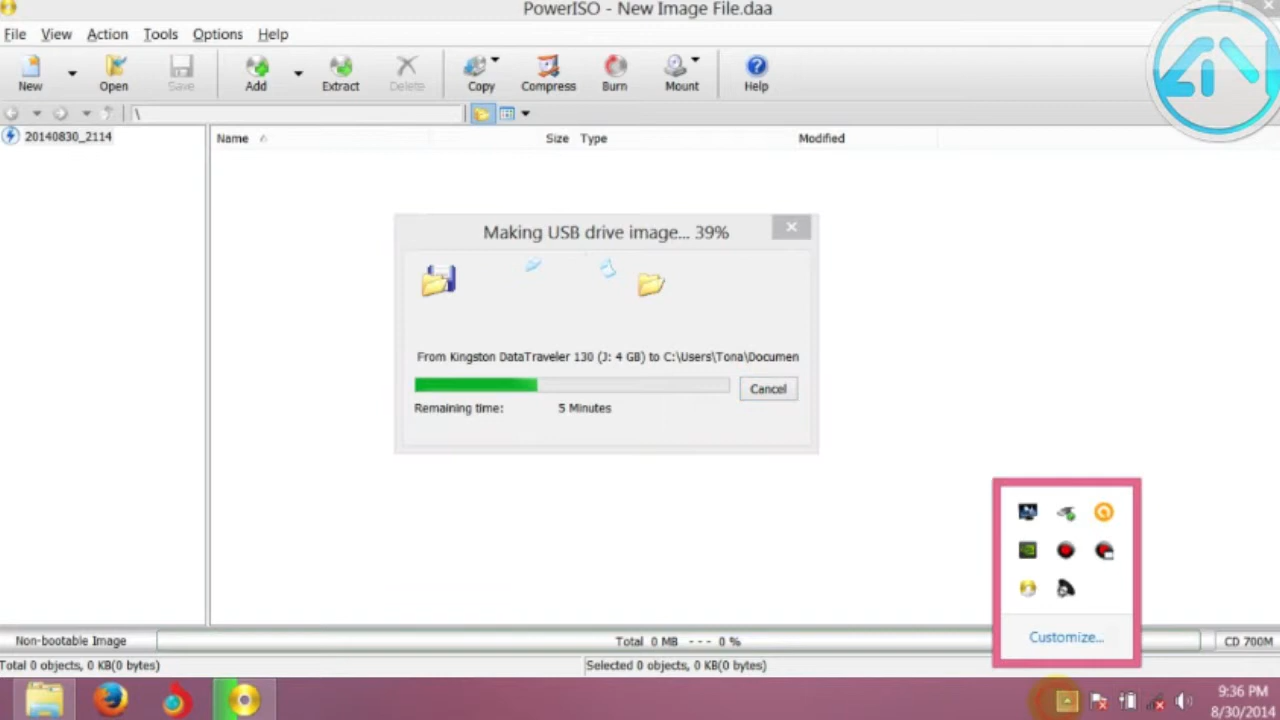 PowerISO - New Image File.daa
File View Action Tools Options Help
New Open Save Add Extract Delete Copy Compress Burn Mount Help
\
20140830_2114
Name Size Type Modified
Making USB drive image... 39%
From Kingston DataTraveler 130 (J: 4 GB) to C:\Users\Tona\Documen
Cancel
Remaining time: 5 Minutes
Customize...
Non-bootable Image Total 0 MB --- 0 % CD 700M
Total 0 objects, 0 KB(0 bytes) Selected 0 objects, 0 KB(0 bytes)
9:36 PM
8/30/2014